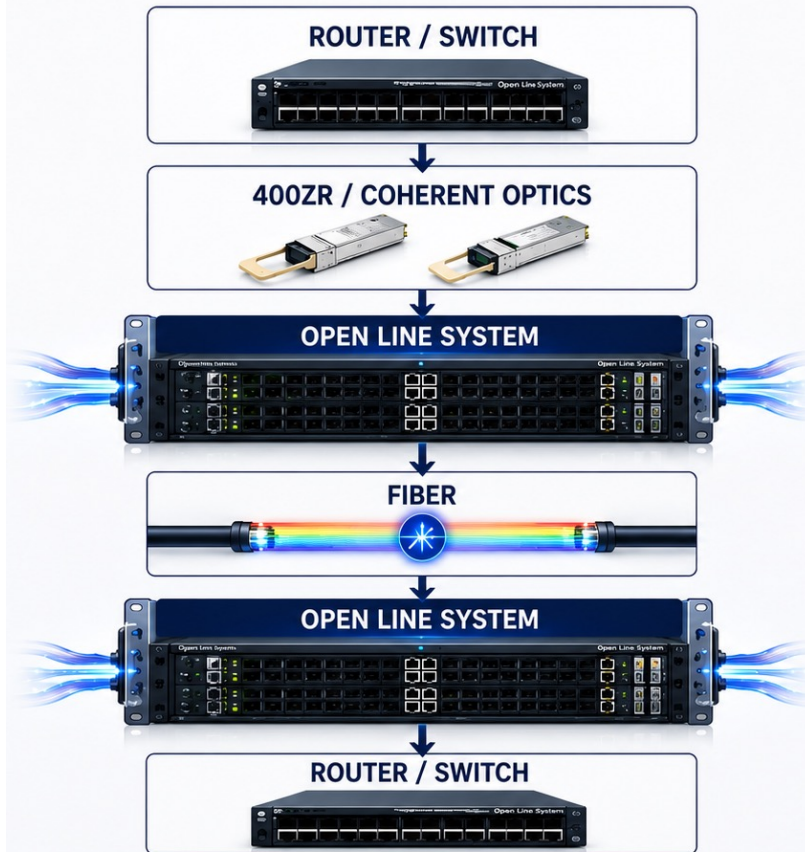 ROUTER / SWITCH
Open Line System
400ZR / COHERENT OPTICS
OPEN LINE SYSTEM
Open Line System
FIBER
OPEN LINE SYSTEM
Open Line System
ROUTER / SWITCH
Open Line System